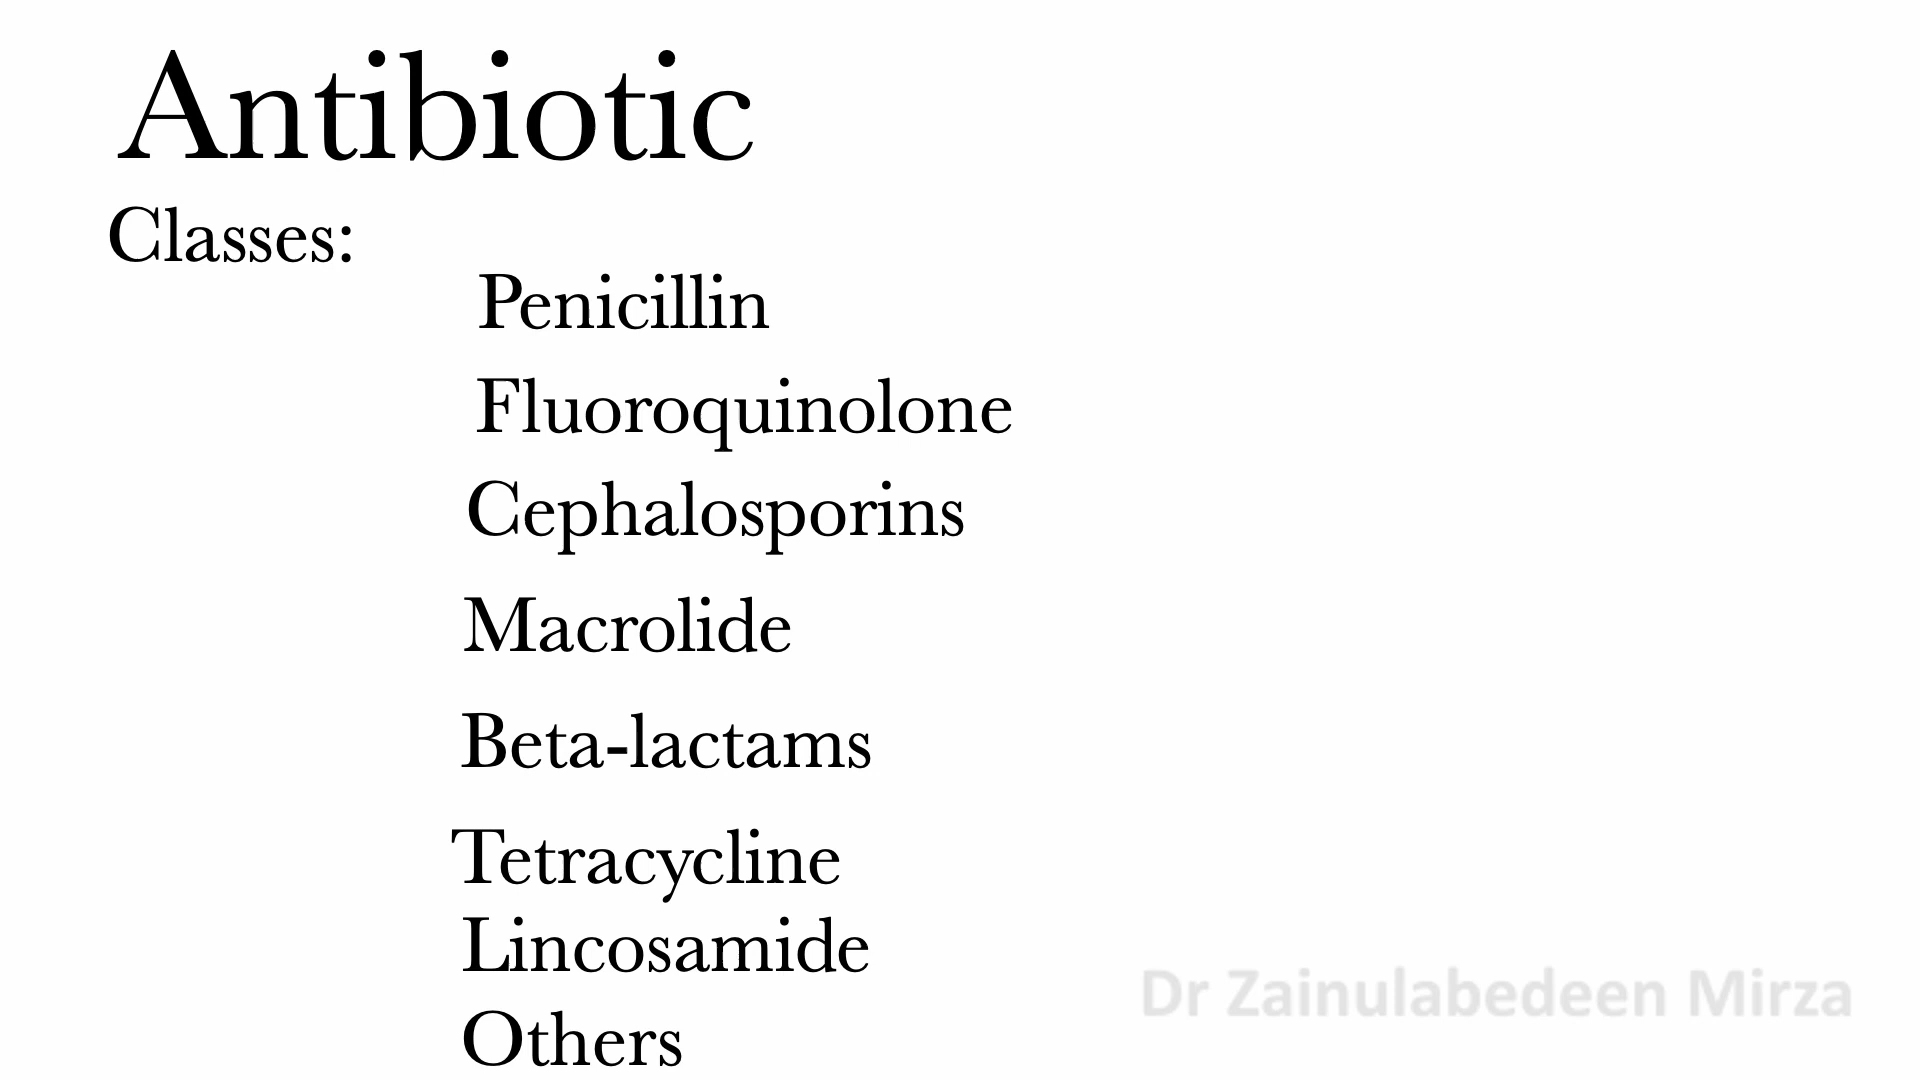 Antibiotic
Classes:
Penicillin
Fluoroquinolone
Cephalosporins
Macrolide
Beta-lactams
Tetracycline
Lincosamide
Others
Dr Zainulabedeen Mirza